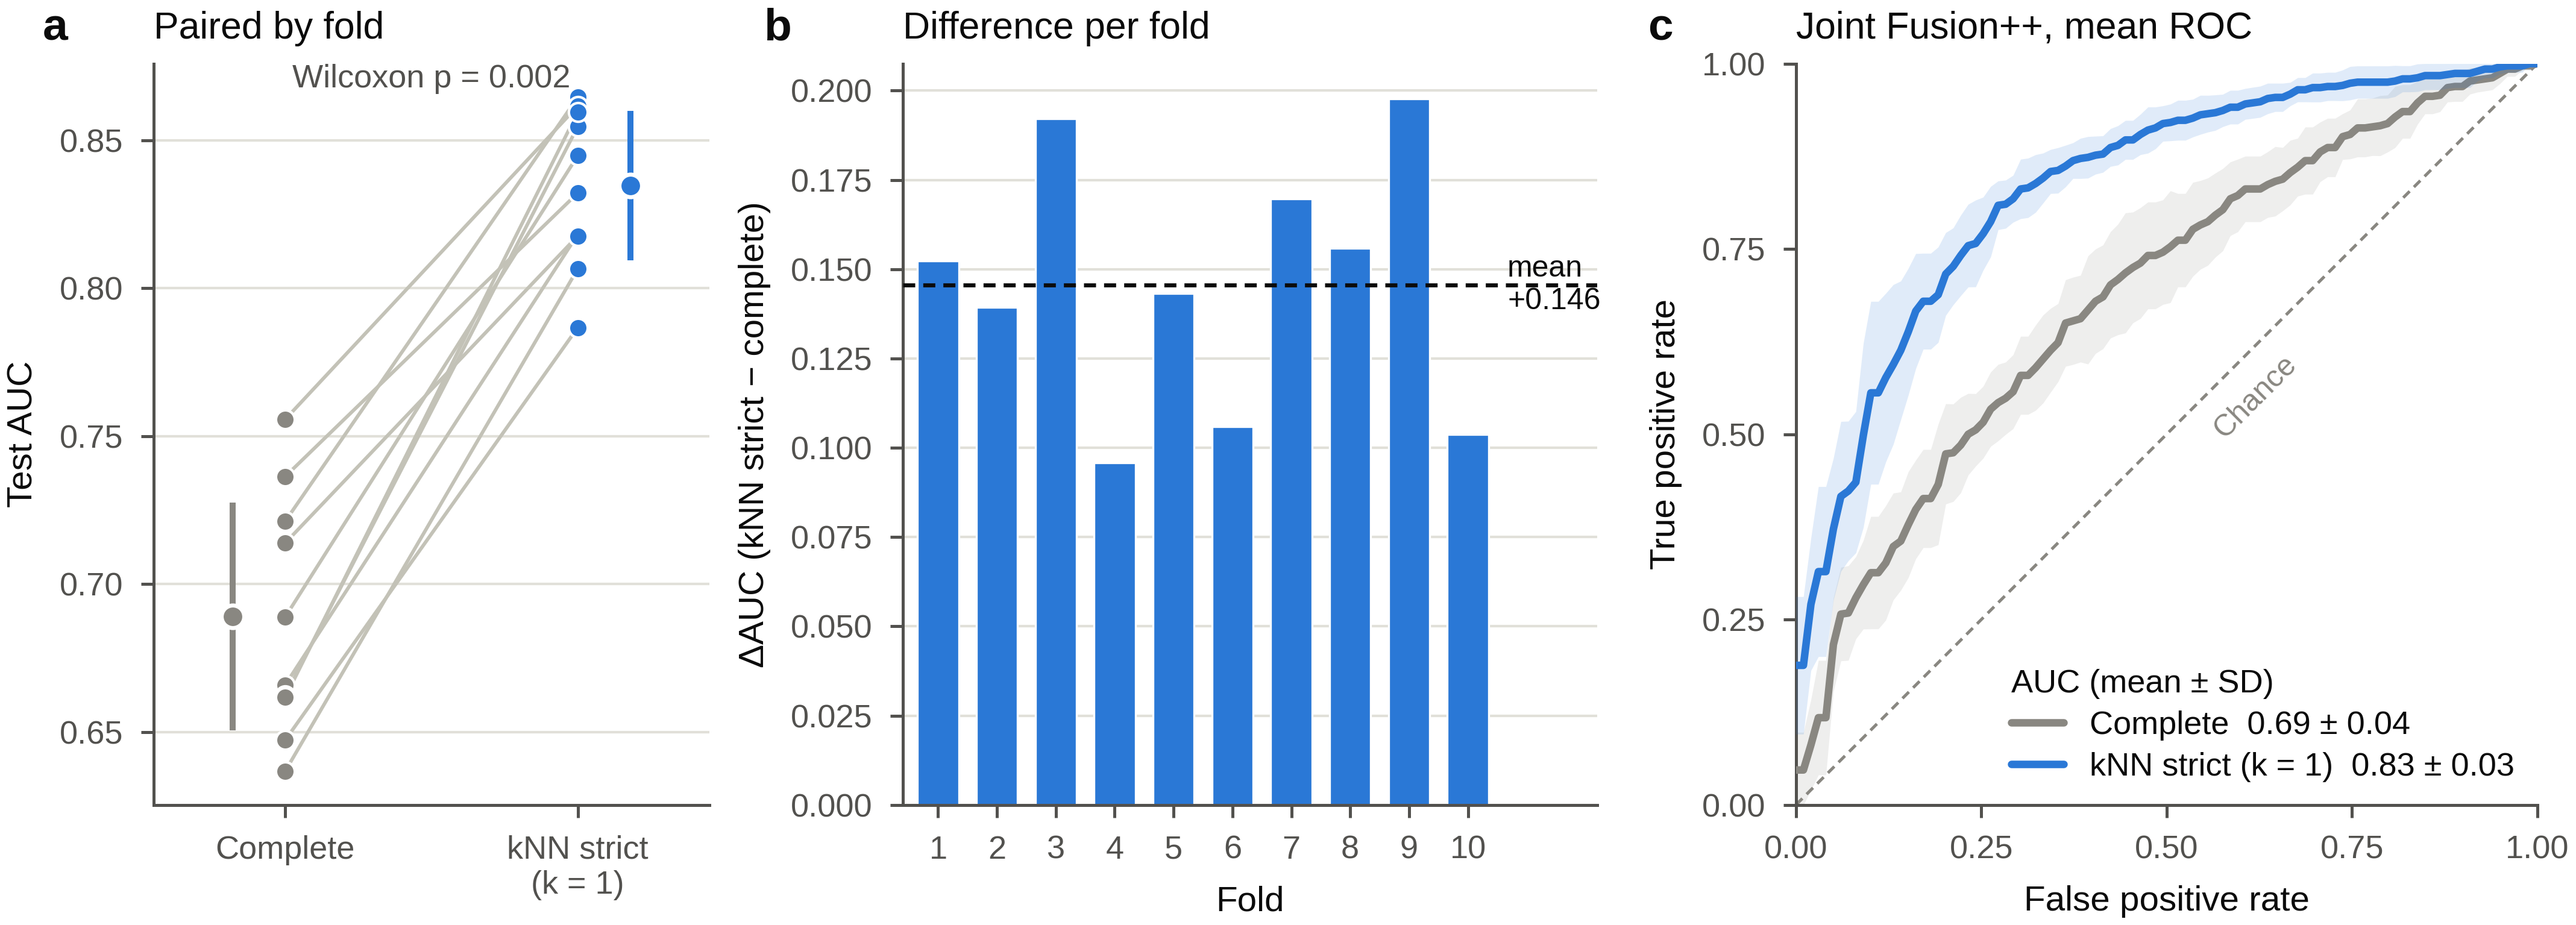 a Paired by fold
Wilcoxon p = 0.002
Test AUC
0.85
0.80
0.75
0.70
0.65
Complete
kNN strict
(k = 1)
b Difference per fold
ΔAUC (kNN strict − complete)
0.200
0.175
0.150
0.125
0.100
0.075
0.050
0.025
0.000
mean
+0.146
1 2 3 4 5 6 7 8 9 10
Fold
c Joint Fusion++, mean ROC
True positive rate
1.00
0.75
0.50
0.25
0.00
Chance
AUC (mean ± SD)
Complete 0.69 ± 0.04
kNN strict (k = 1) 0.83 ± 0.03
0.00 0.25 0.50 0.75 1.00
False positive rate